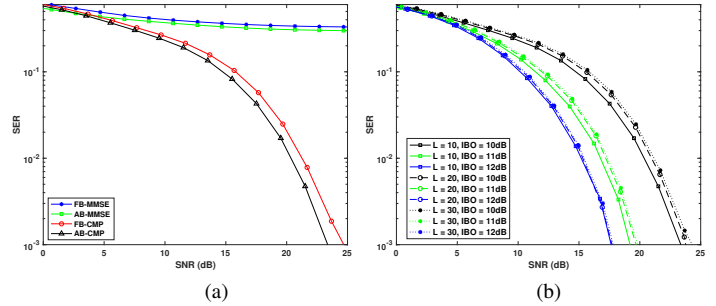 10^-1
10^-2
10^-3
SER
0
5
10
15
20
25
SNR (dB)
FB-MMSE
AB-MMSE
FB-CMP
AB-CMP
(a)
10^-1
10^-2
10^-3
SER
0
5
10
15
20
25
SNR (dB)
L = 10, IBO = 10dB
L = 10, IBO = 11dB
L = 10, IBO = 12dB
L = 20, IBO = 10dB
L = 20, IBO = 11dB
L = 20, IBO = 12dB
L = 30, IBO = 10dB
L = 30, IBO = 11dB
L = 30, IBO = 12dB
(b)